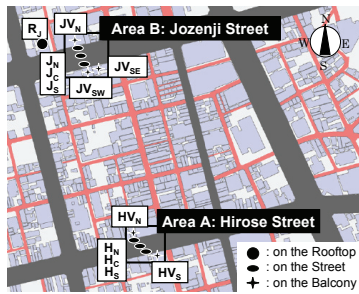 R_J
JV_N
Area B: Jozenji Street
N
W E
S
J_N
J_C
J_S
JV_SE
JV_SW
HV_N
Area A: Hirose Street
H_N
H_C
H_S
HV_S
: on the Rooftop
: on the Street
: on the Balcony